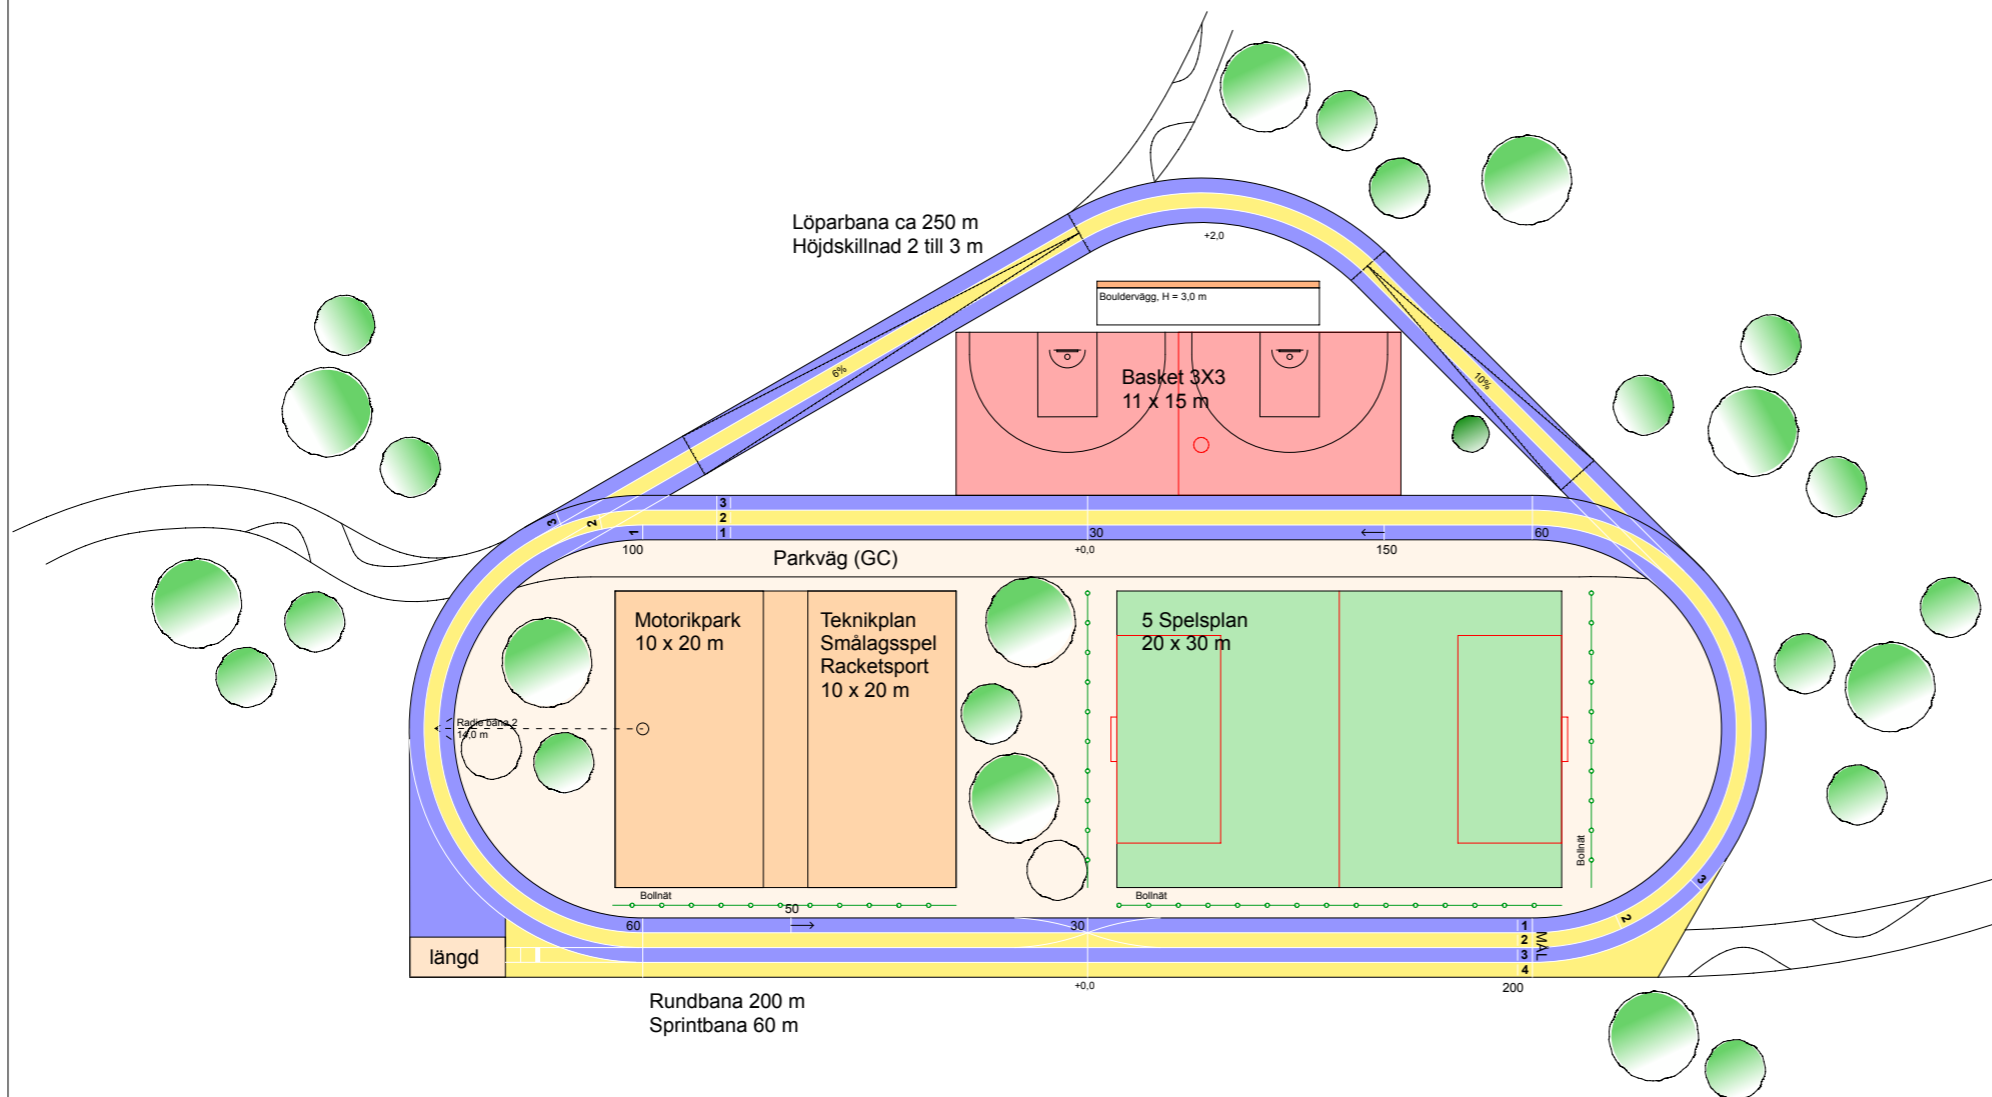 Löparbana ca 250 m
Höjdskillnad 2 till 3 m
+2,0
Bouldervägg, H = 3,0 m
6%
10%
Basket 3X3
11 x 15 m
3
2
1
3
2
1
30
60
100
+0,0
150
Parkväg (GC)
Motorikpark
10 x 20 m
Teknikplan
Smålagsspel
Racketsport
10 x 20 m
5 Spelsplan
20 x 30 m
Radie bana 2
14,0 m
Bollnät
Bollnät
Bollnät
50
60
30
1
2
3
4
MÅL
3
2
längd
+0,0
200
Rundbana 200 m
Sprintbana 60 m